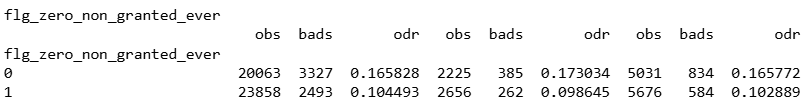 flg_zero_non_granted_ever
obs bads odr obs bads odr obs bads odr
flg_zero_non_granted_ever
0 20063 3327 0.165828 2225 385 0.173034 5031 834 0.165772
1 23858 2493 0.104493 2656 262 0.098645 5676 584 0.102889